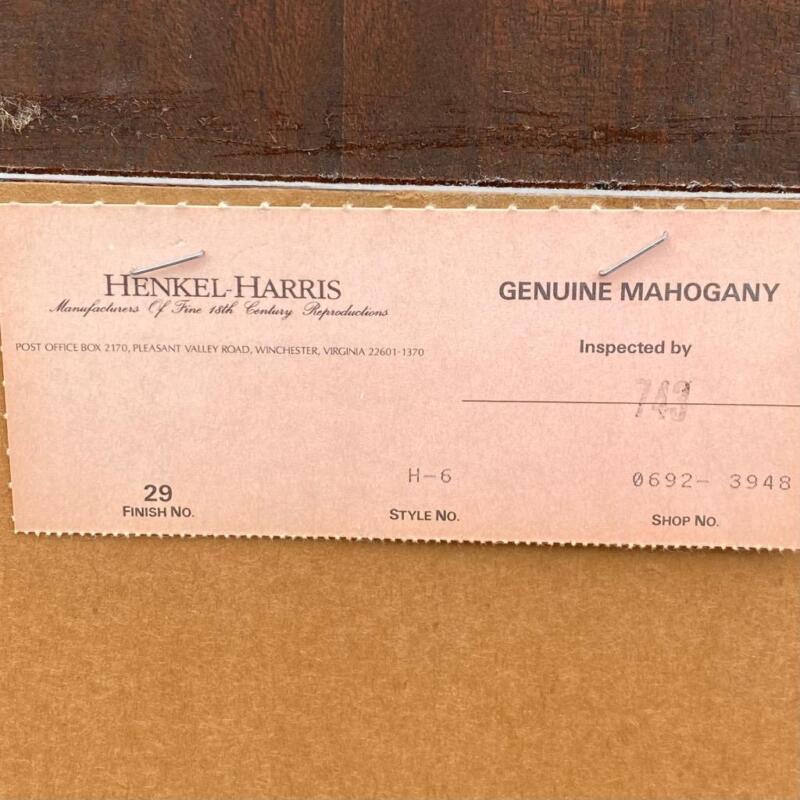 HENKEL-HARRIS
Manufacturers Of Fine 18th Century Reproductions
POST OFFICE BOX 2170, PLEASANT VALLEY ROAD, WINCHESTER, VIRGINIA 22601-1370
GENUINE MAHOGANY
Inspected by
743
29
FINISH NO.
H-6
STYLE NO.
0692- 3948
SHOP NO.